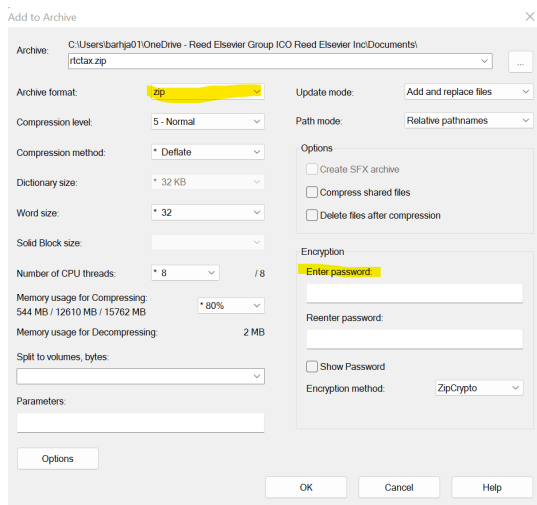 Add to Archive
Archive:
C:\Users\barhja01\OneDrive - Reed Elsevier Group ICO Reed Elsevier Inc\Documents\
rtctax.zip
...
Archive format:
zip
Compression level:
5 - Normal
Compression method:
* Deflate
Dictionary size:
* 32 KB
Word size:
* 32
Solid Block size:
Number of CPU threads:
* 8
/ 8
Memory usage for Compressing:
544 MB / 12610 MB / 15762 MB
* 80%
Memory usage for Decompressing:
2 MB
Split to volumes, bytes:
Parameters:
Options
Update mode:
Add and replace files
Path mode:
Relative pathnames
Options
Create SFX archive
Compress shared files
Delete files after compression
Encryption
Enter password:
Reenter password:
Show Password
Encryption method:
ZipCrypto
OK
Cancel
Help